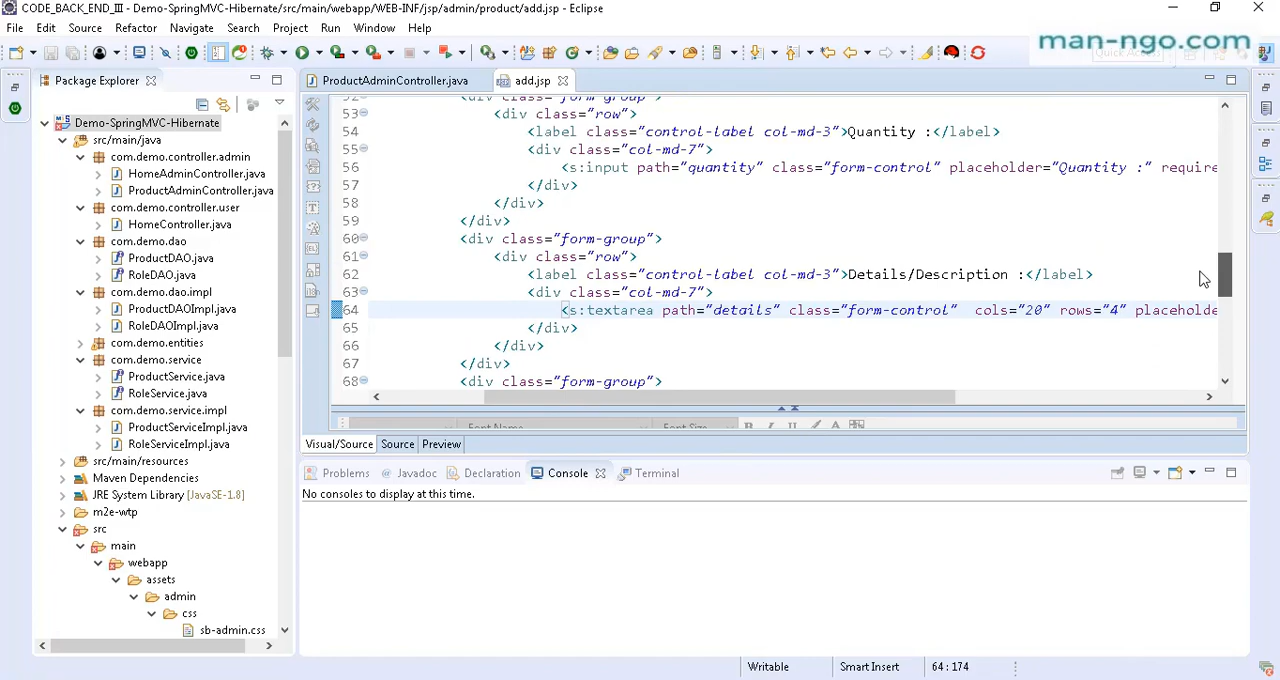 CODE_BACK_END_III - Demo-SpringMVC-Hibernate/src/main/webapp/WEB-INF/jsp/admin/product/add.jsp - Eclipse
File Edit Source Refactor Navigate Search Project Run Window Help
man-ngo.com
Quick Access
Package Explorer
ProductAdminController.java
add.jsp
Demo-SpringMVC-Hibernate
src/main/java
com.demo.controller.admin
HomeAdminController.java
ProductAdminController.java
com.demo.controller.user
HomeController.java
com.demo.dao
ProductDAO.java
RoleDAO.java
com.demo.dao.impl
ProductDAOImpl.java
RoleDAOImpl.java
com.demo.entities
com.demo.service
ProductService.java
RoleService.java
com.demo.service.impl
ProductServiceImpl.java
RoleServiceImpl.java
src/main/resources
Maven Dependencies
JRE System Library [JavaSE-1.8]
m2e-wtp
src
main
webapp
assets
admin
css
sb-admin.css
52 <div class="form-group">
53 <div class="row">
54 <label class="control-label col-md-3">Quantity :</label>
55 <div class="col-md-7">
56 <s:input path="quantity" class="form-control" placeholder="Quantity :" require
57 </div>
58 </div>
59 </div>
60 <div class="form-group">
61 <div class="row">
62 <label class="control-label col-md-3">Details/Description :</label>
63 <div class="col-md-7">
64 <s:textarea path="details" class="form-control" cols="20" rows="4" placeholde
65 </div>
66 </div>
67 </div>
68 <div class="form-group">
Font Name Font Size B I U A
Visual/Source Source Preview
Problems Javadoc Declaration Console Terminal
No consoles to display at this time.
Writable Smart Insert 64 : 174